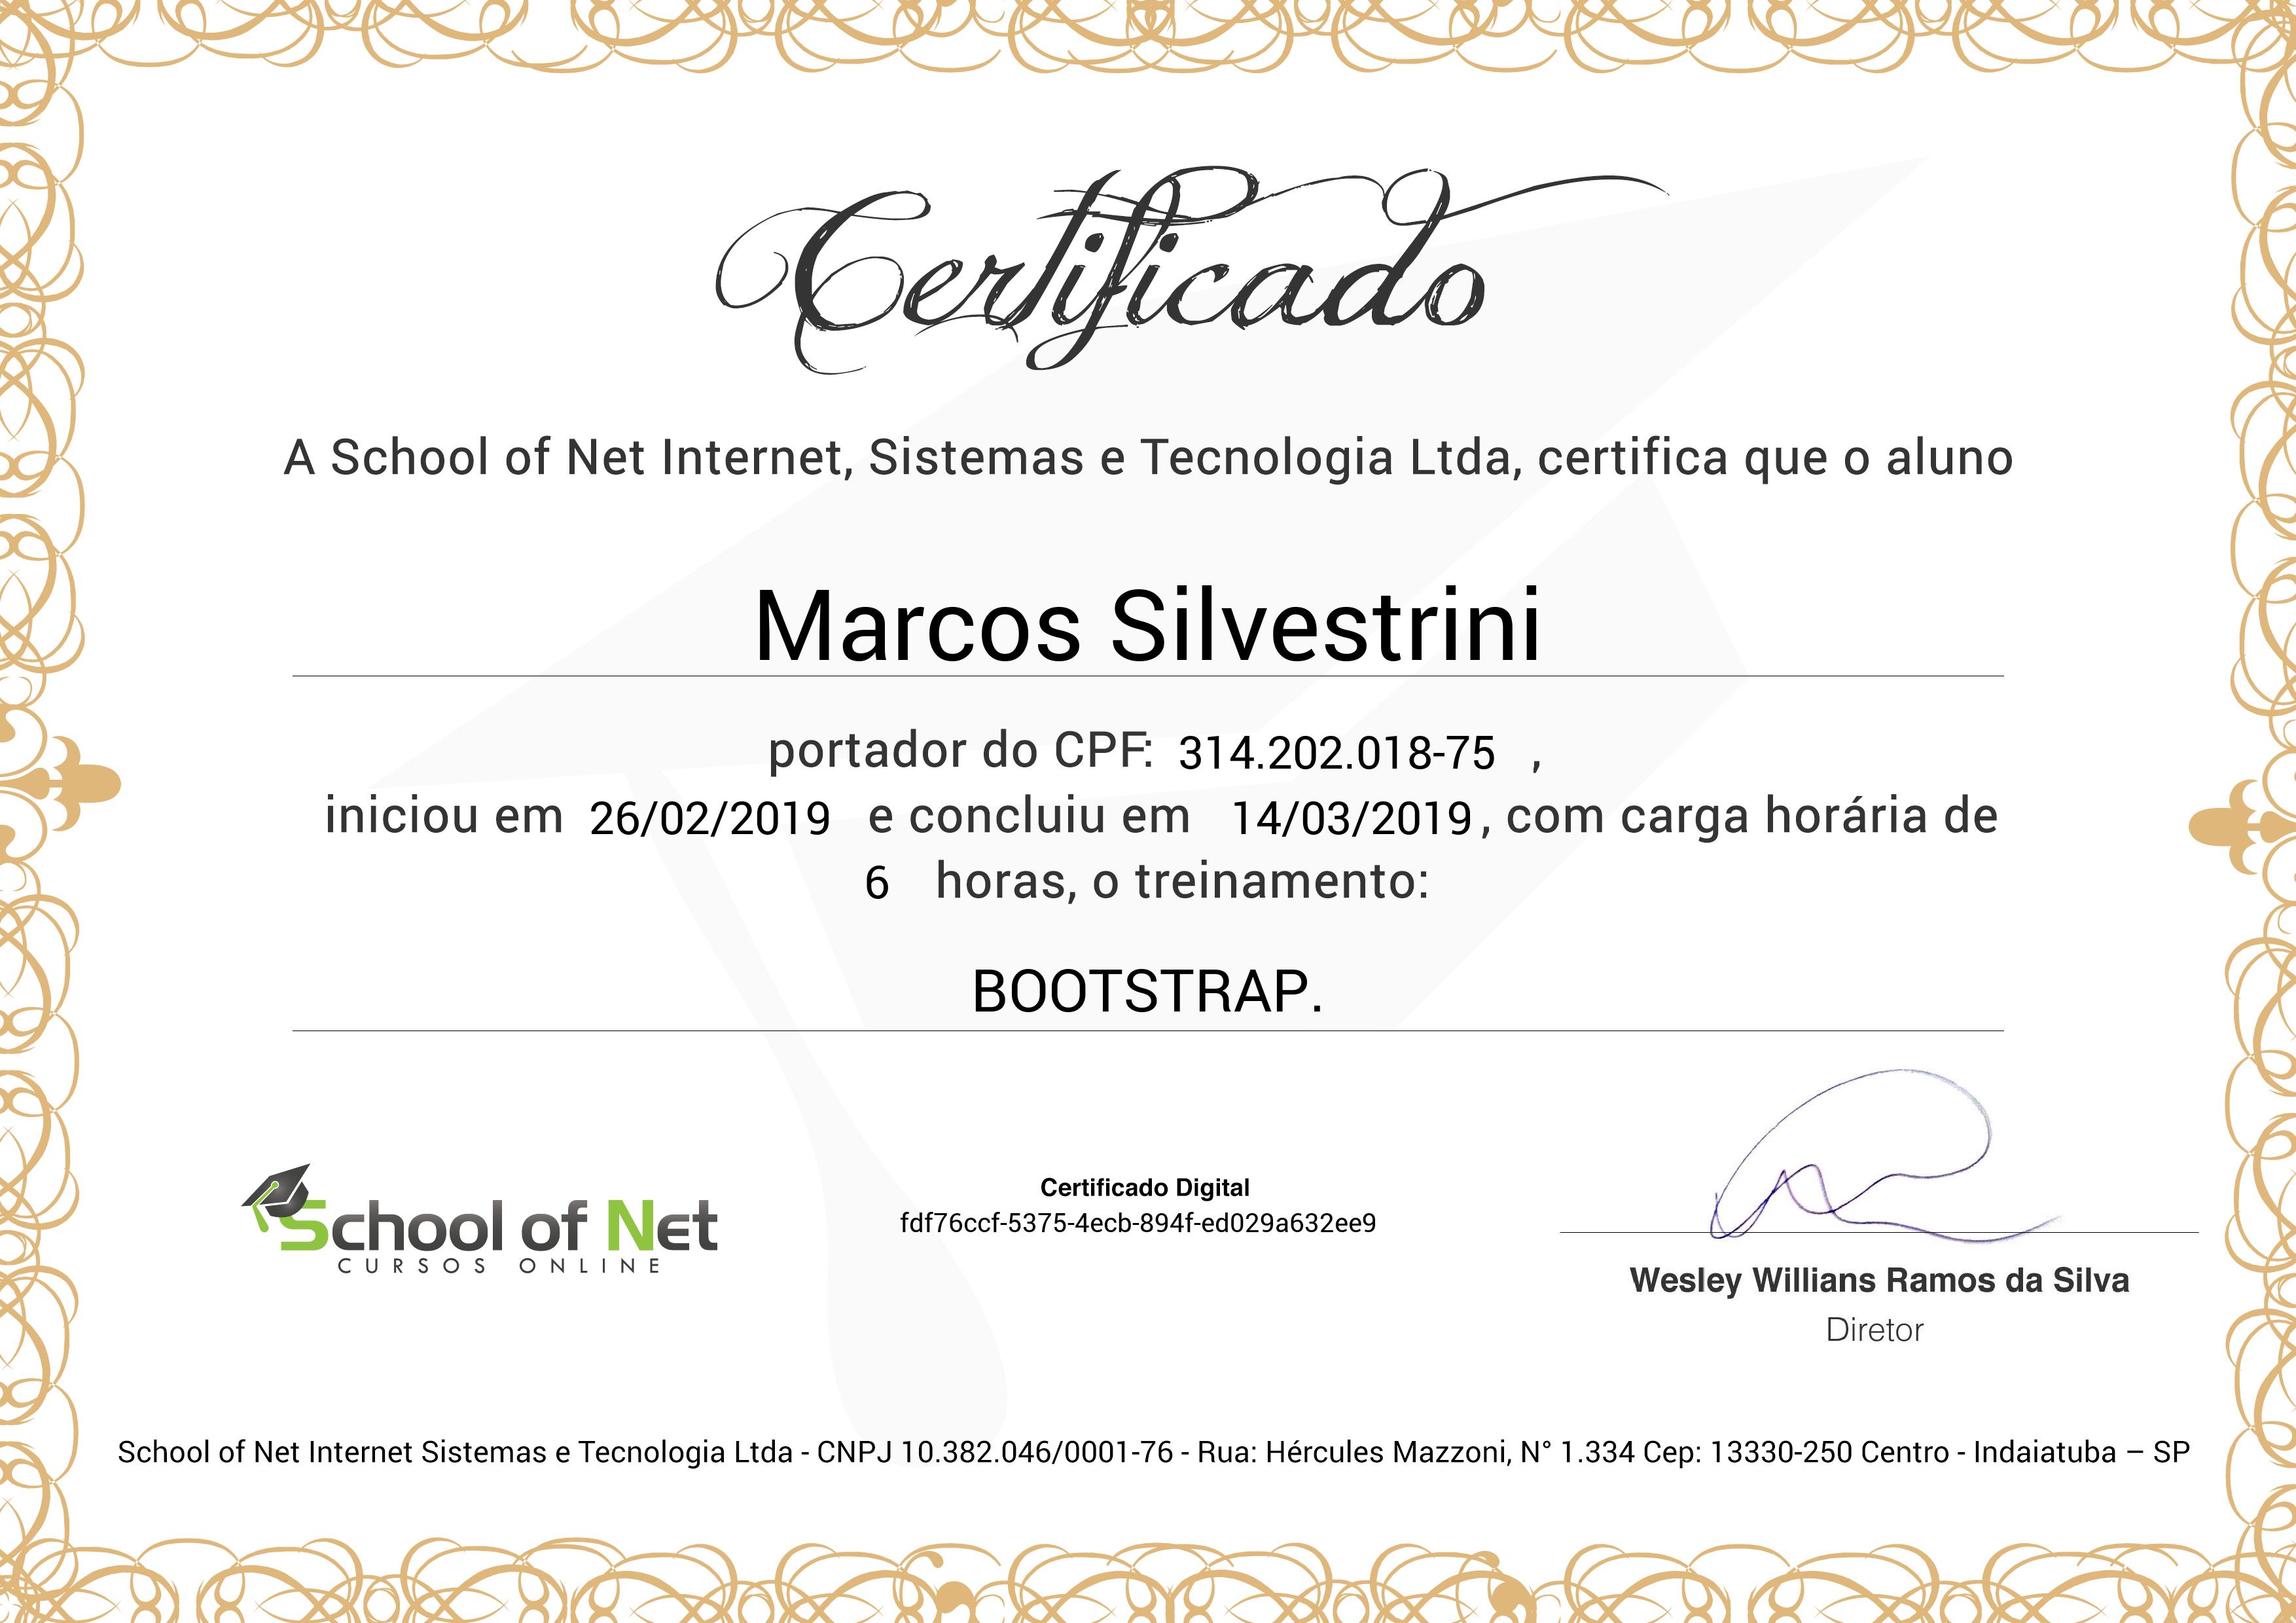 Certificado
A School of Net Internet, Sistemas e Tecnologia Ltda, certifica que o aluno
Marcos Silvestrini
portador do CPF: 314.202.018-75 ,
iniciou em 26/02/2019 e concluiu em 14/03/2019, com carga horária de
6 horas, o treinamento:
BOOTSTRAP.
School of Net
CURSOS ONLINE
Certificado Digital
fdf76ccf-5375-4ecb-894f-ed029a632ee9
Wesley Willians Ramos da Silva
Diretor
School of Net Internet Sistemas e Tecnologia Ltda - CNPJ 10.382.046/0001-76 - Rua: Hércules Mazzoni, N° 1.334 Cep: 13330-250 Centro - Indaiatuba – SP